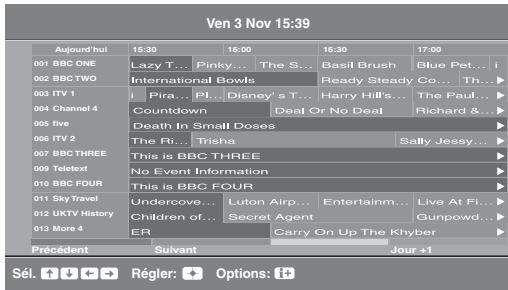 Ven 3 Nov 15:39
Aujourd'hui 15:30 16:00 16:30 17:00
001 BBC ONE Lazy T... Pinky... The S... Basil Brush Blue Pet... i
002 BBC TWO International Bowls Ready Steady Co... Th...
003 ITV 1 i Pira... Pl... Disney's T... Harry Hill's... The Paul...
004 Channel 4 Countdown Deal Or No Deal Richard &...
005 five Death In Small Doses
006 ITV 2 The Ri... Trisha Sally Jessy...
007 BBC THREE This is BBC THREE
009 Teletext No Event Information
010 BBC FOUR This is BBC FOUR
011 Sky Travel Undercove... Luton Airp... Entertainm... Live At Fi...
012 UKTV History Children of... Secret Agent Gunpowd...
013 More 4 ER Carry On Up The Khyber
Précédent Suivant Jour +1
Sél. Régler: Options: i+